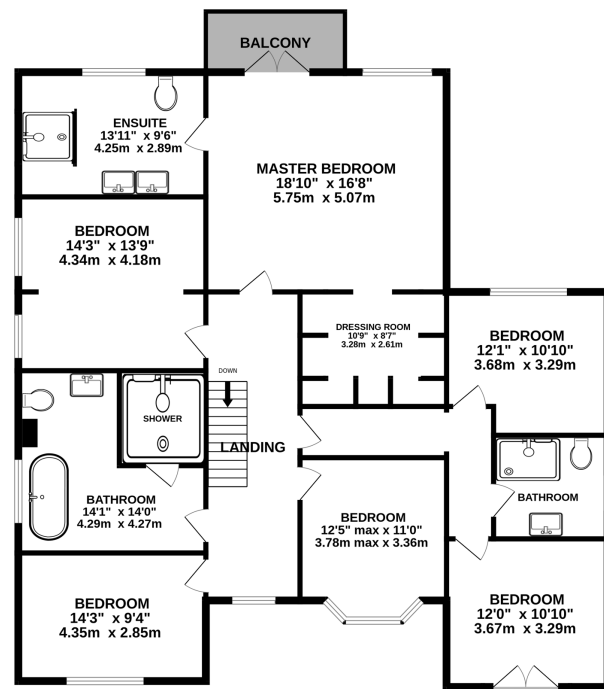 BALCONY
ENSUITE
13'11" x 9'6"
4.25m x 2.89m
MASTER BEDROOM
18'10" x 16'8"
5.75m x 5.07m
BEDROOM
14'3" x 13'9"
4.34m x 4.18m
DRESSING ROOM
10'9" x 8'7"
3.28m x 2.61m
BEDROOM
12'1" x 10'10"
3.68m x 3.29m
DOWN
SHOWER
LANDING
BATHROOM
14'1" x 14'0"
4.29m x 4.27m
BEDROOM
12'5" max x 11'0"
3.78m max x 3.36m
BATHROOM
BEDROOM
14'3" x 9'4"
4.35m x 2.85m
BEDROOM
12'0" x 10'10"
3.67m x 3.29m